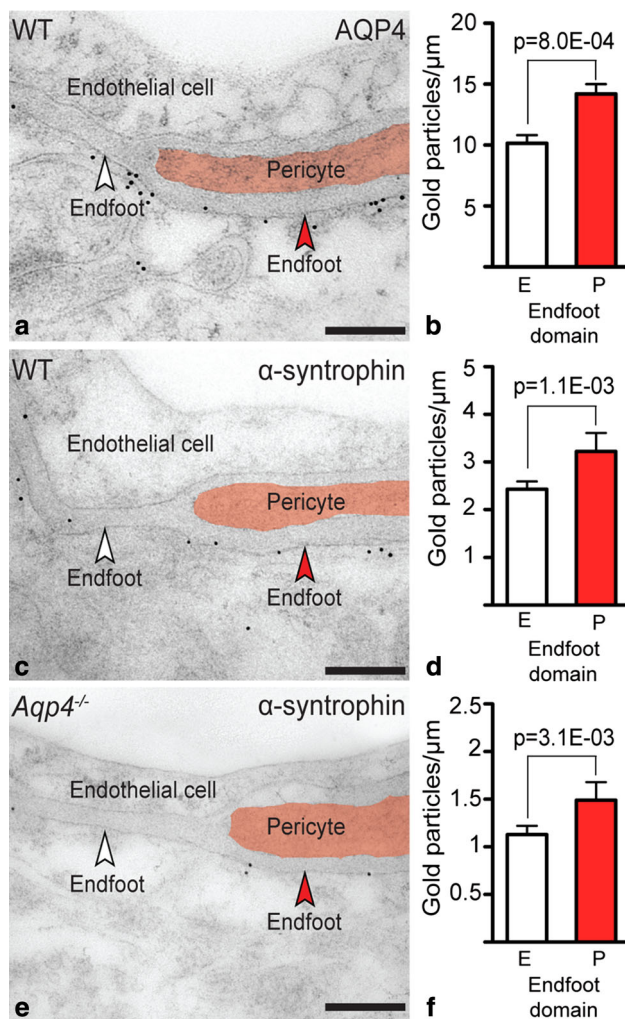 WT AQP4
Endothelial cell
Pericyte
Endfoot
Endfoot
a
p=8.0E-04
Gold particles/µm
20
15
10
5
E P
Endfoot
domain
b
WT α-syntrophin
Endothelial cell
Pericyte
Endfoot
Endfoot
c
p=1.1E-03
Gold particles/µm
5
4
3
2
1
E P
Endfoot
domain
d
Aqp4-/- α-syntrophin
Endothelial cell
Pericyte
Endfoot
Endfoot
e
p=3.1E-03
Gold particles/µm
2.5
2
1.5
1
0.5
E P
Endfoot
domain
f